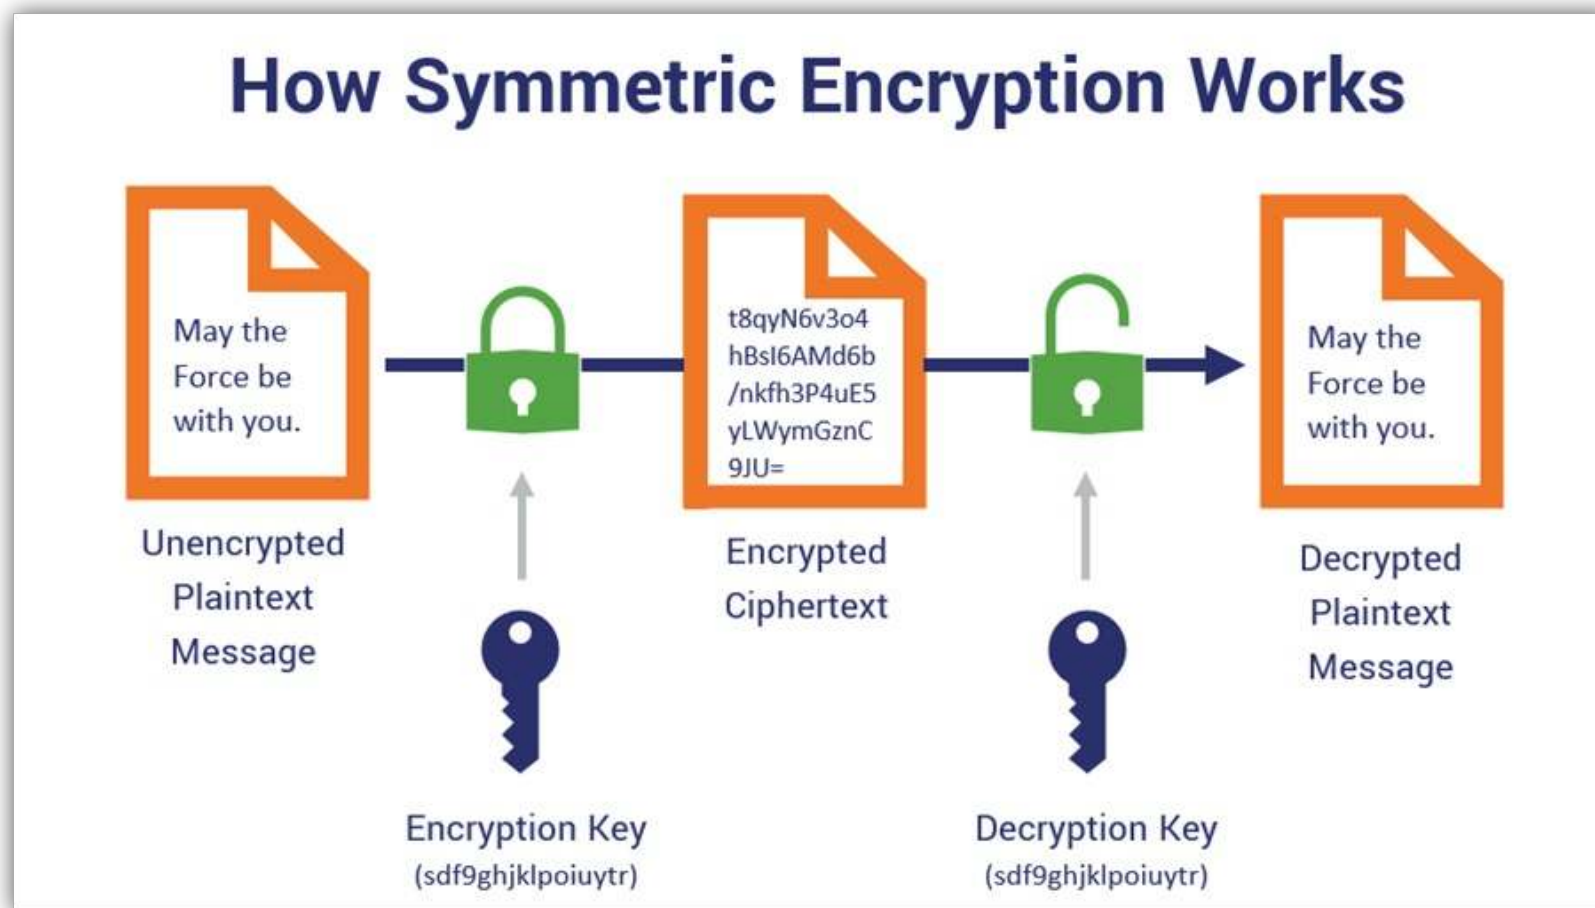 How Symmetric Encryption Works
May the
Force be
with you.
Unencrypted
Plaintext
Message
Encryption Key
(sdf9ghjklpoiuytr)
t8qyN6v3o4
hBsI6AMd6b
/nkfh3P4uE5
yLWymGznC
9JU=
Encrypted
Ciphertext
Decryption Key
(sdf9ghjklpoiuytr)
May the
Force be
with you.
Decrypted
Plaintext
Message